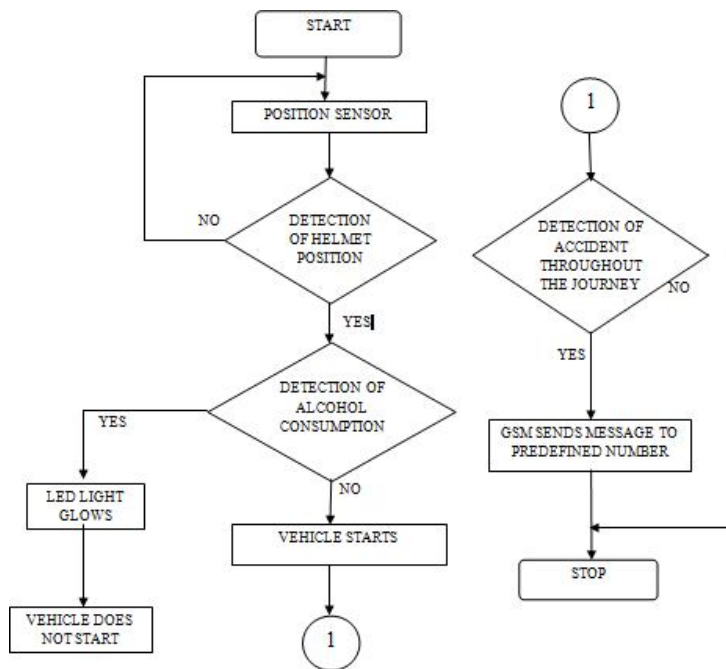 START
POSITION SENSOR
NO
DETECTION
OF HELMET
POSITION
YES
DETECTION OF
ALCOHOL
CONSUMPTION
YES
LED LIGHT
GLOWS
NO
VEHICLE STARTS
VEHICLE DOES
NOT START
1
1
DETECTION OF
ACCIDENT
THROUGHOUT
THE JOURNEY
NO
YES
GSM SENDS MESSAGE TO
PREDEFINED NUMBER
STOP